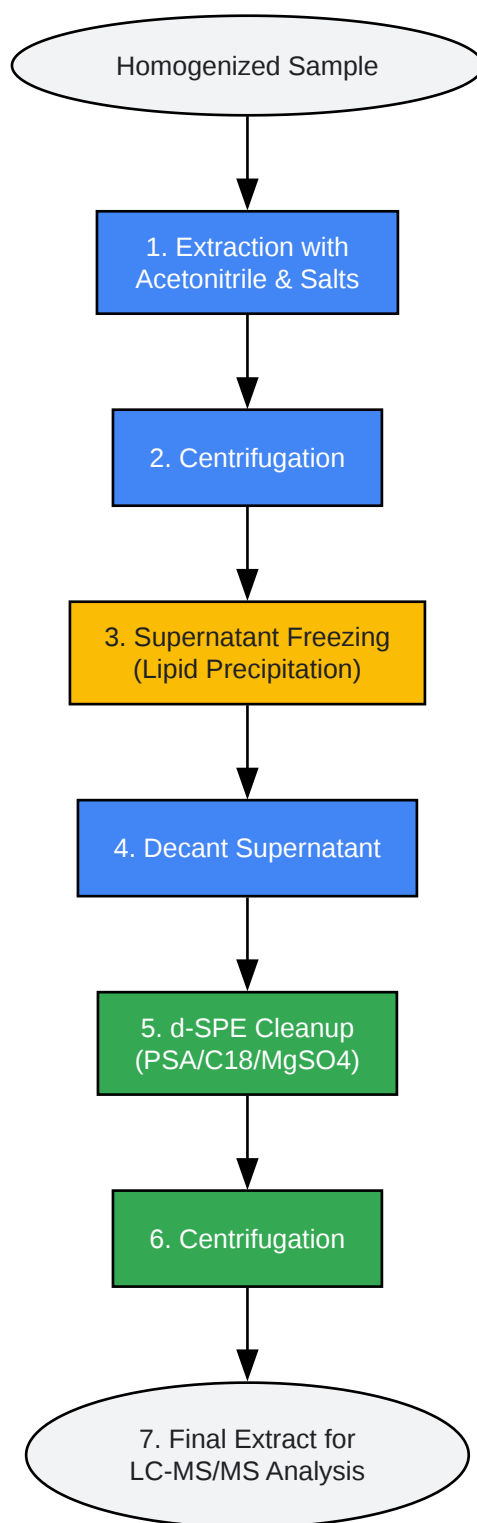 Homogenized Sample
1. Extraction with
Acetonitrile & Salts
2. Centrifugation
3. Supernatant Freezing
(Lipid Precipitation)
4. Decant Supernatant
5. d-SPE Cleanup
(PSA/C18/MgSO4)
6. Centrifugation
7. Final Extract for
LC-MS/MS Analysis